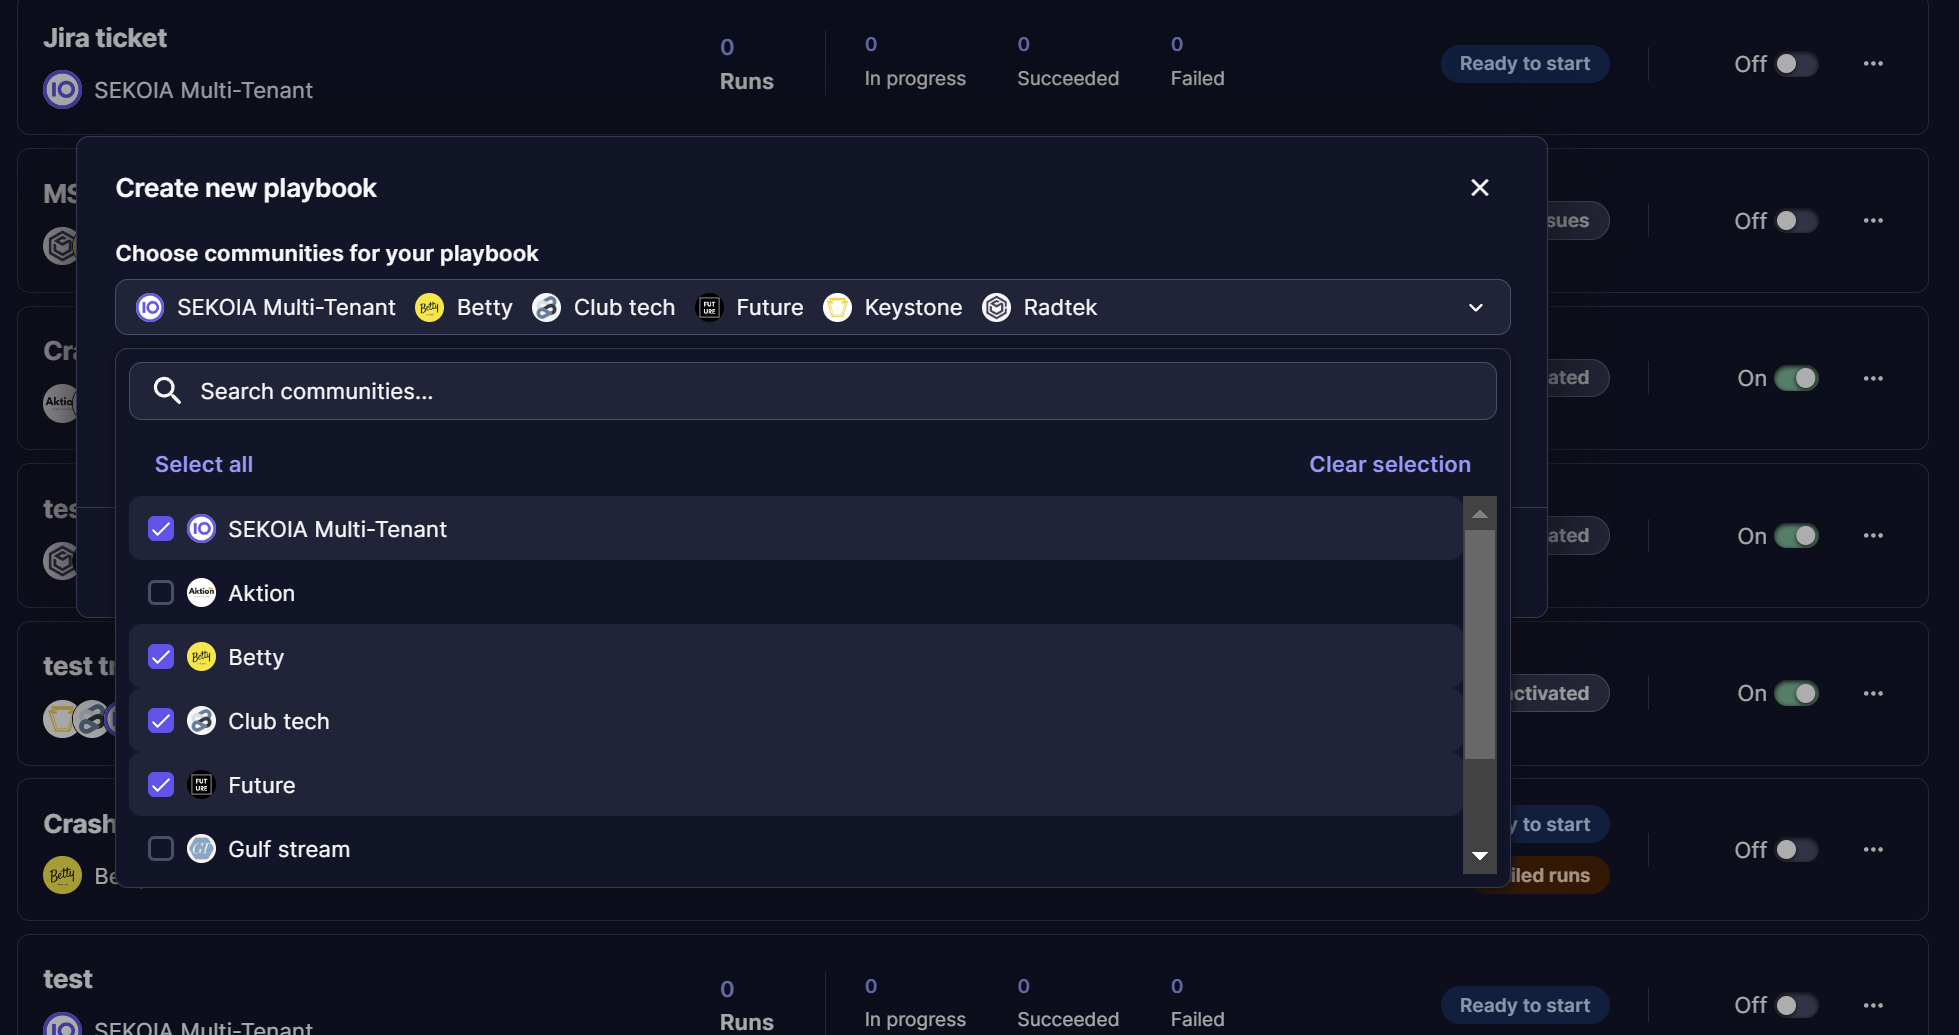 Jira ticket
SEKOIA Multi-Tenant
0
Runs
0
In progress
0
Succeeded
0
Failed
Ready to start
Off
Create new playbook
Choose communities for your playbook
SEKOIA Multi-Tenant Betty Club tech Future Keystone Radtek
Search communities...
Select all
Clear selection
SEKOIA Multi-Tenant
Aktion
Betty
Club tech
Future
Gulf stream
MS
sues
Off
Cra
Aktio
ated
On
tes
ated
On
test tr
ctivated
On
Crash
Betty
Be
y to start
iled runs
Off
test
SEKOIA Multi-Tenant
0
Runs
0
In progress
0
Succeeded
0
Failed
Ready to start
Off